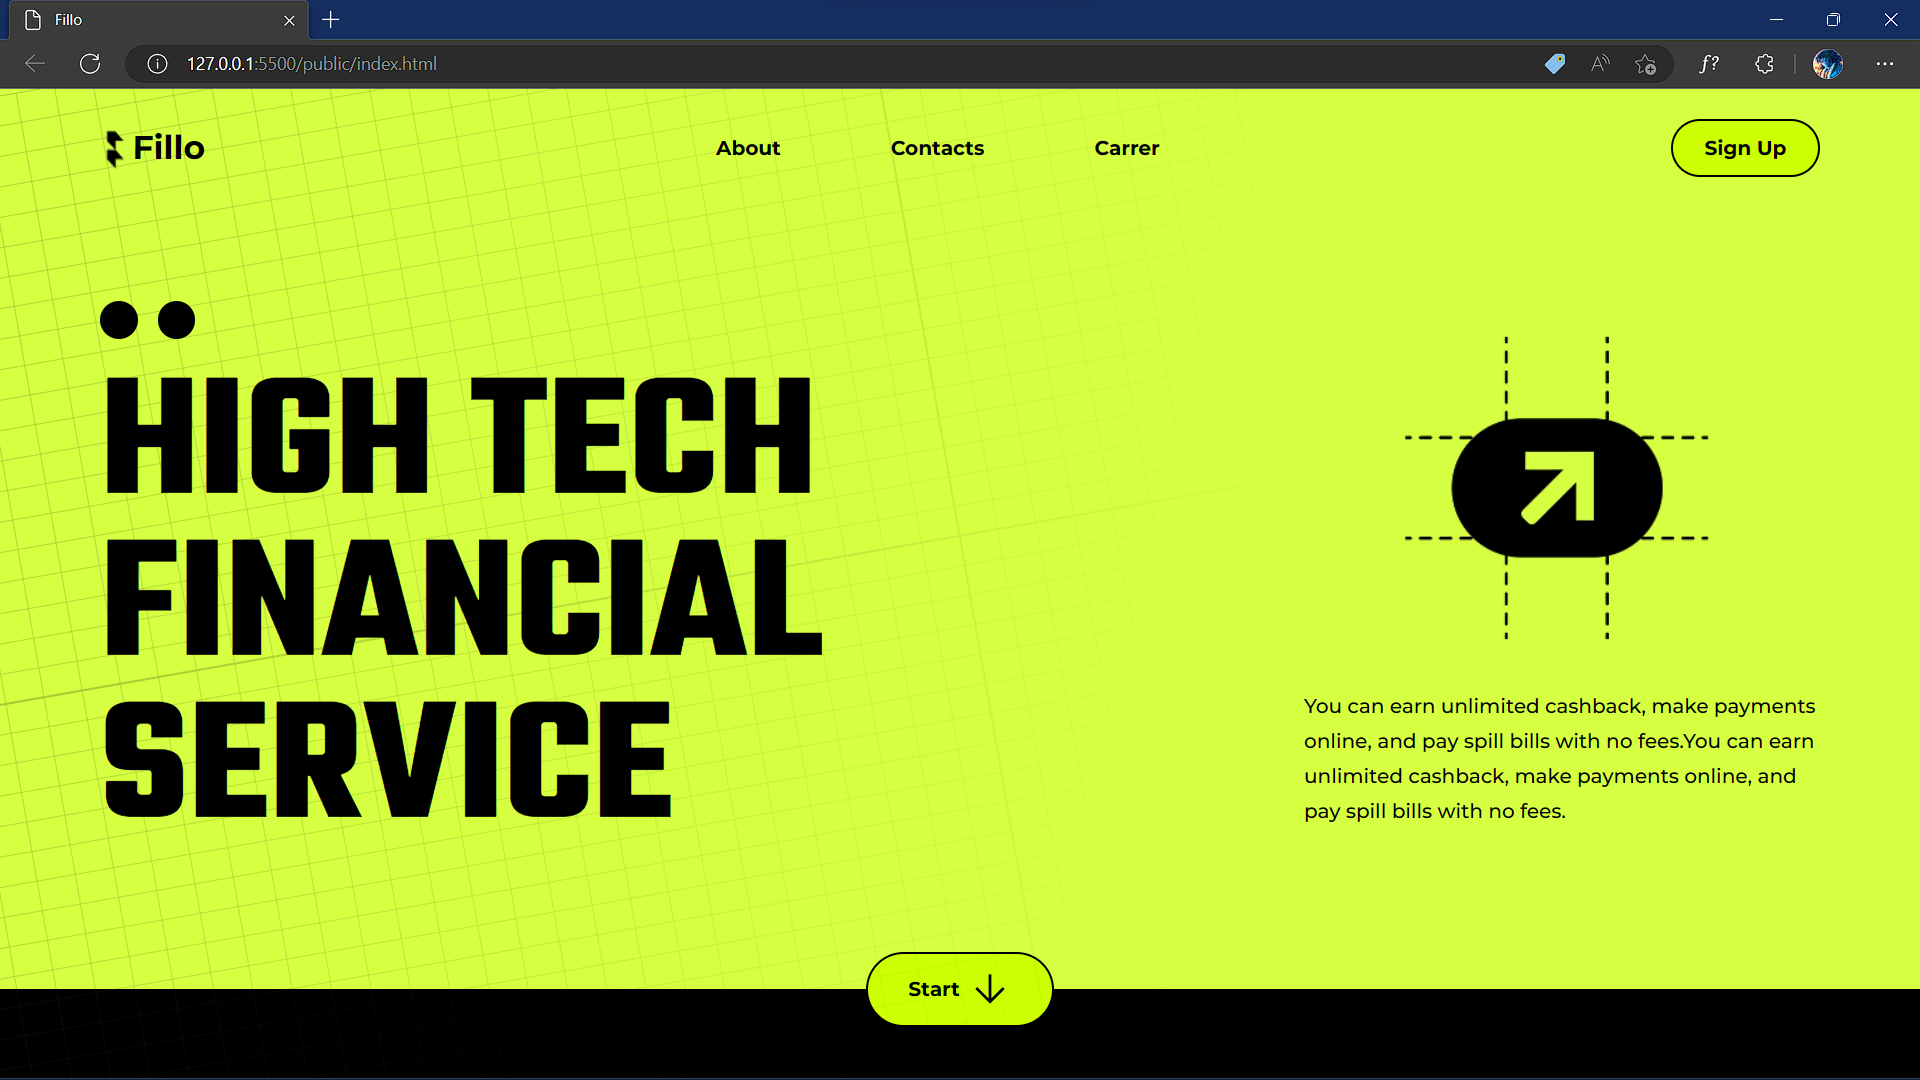 Fillo
127.0.0.1:5500/public/index.html
Fillo
About
Contacts
Carrer
Sign Up
HIGH TECH
FINANCIAL
SERVICE
You can earn unlimited cashback, make payments
online, and pay spill bills with no fees.You can earn
unlimited cashback, make payments online, and
pay spill bills with no fees.
Start